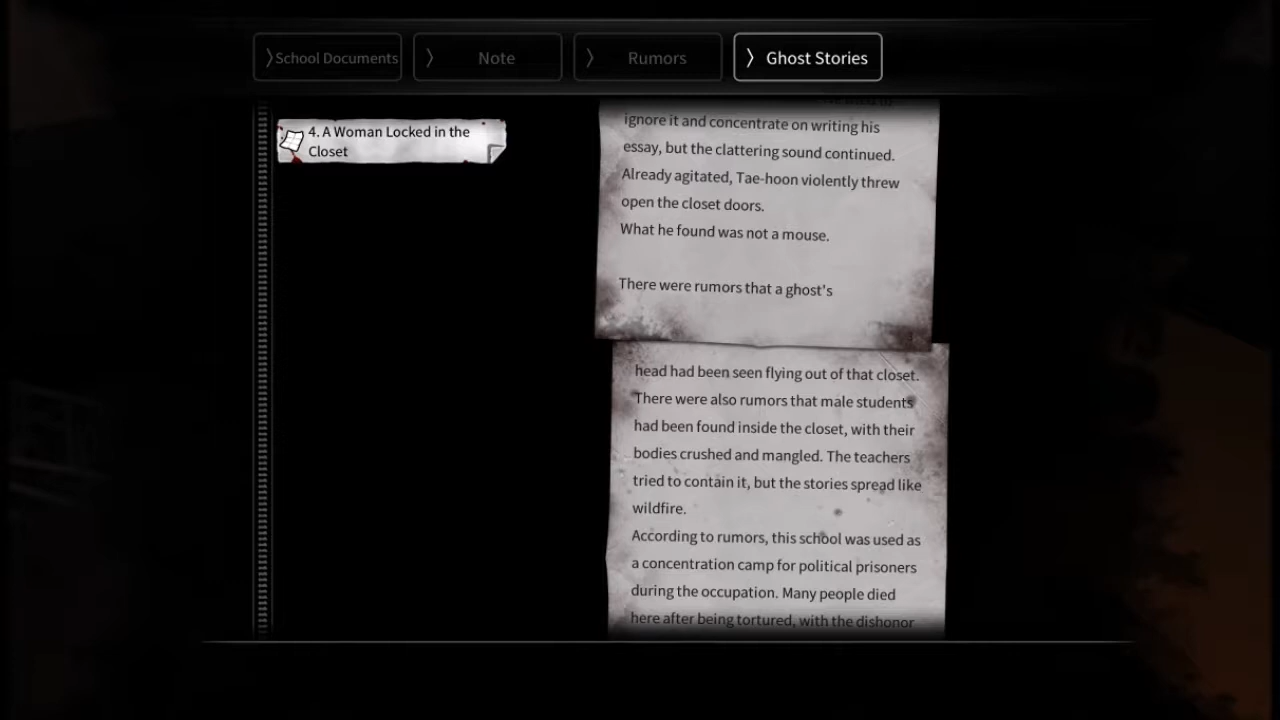 School Documents
Note
Rumors
Ghost Stories
4. A Woman Locked in the
Closet
ignore it and concentrate on writing his
essay, but the clattering sound continued.
Already agitated, Tae-hoon violently threw
open the closet doors.
What he found was not a mouse.
There were rumors that a ghost's
head had been seen flying out of that closet.
There were also rumors that male students
had been found inside the closet, with their
bodies crushed and mangled. The teachers
tried to contain it, but the stories spread like
wildfire.
According to rumors, this school was used as
a concentration camp for political prisoners
during the occupation. Many people died
here after being tortured, with the dishonor